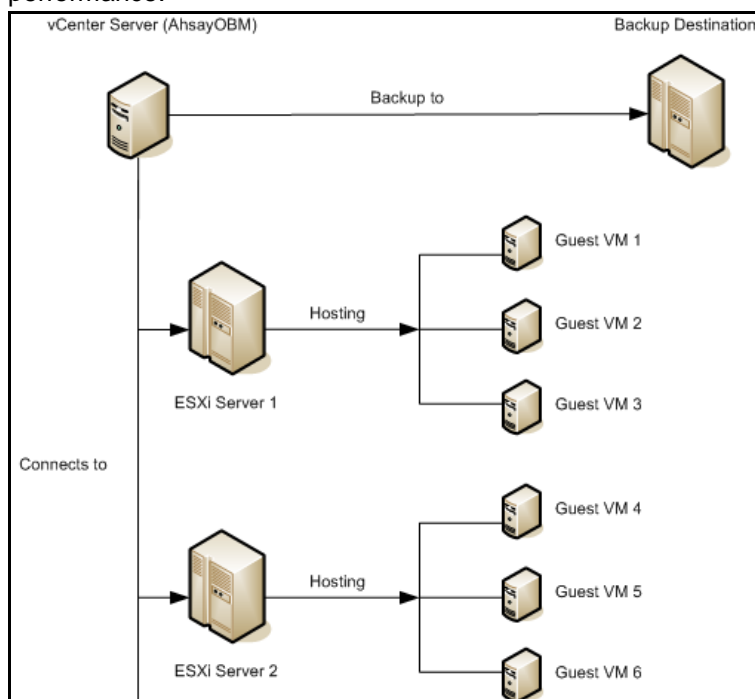 performance.
vCenter Server (AhsayOBM)
Backup Destination
Backup to
Guest VM 1
Hosting
Guest VM 2
ESXi Server 1
Guest VM 3
Connects to
Guest VM 4
Hosting
Guest VM 5
ESXi Server 2
Guest VM 6